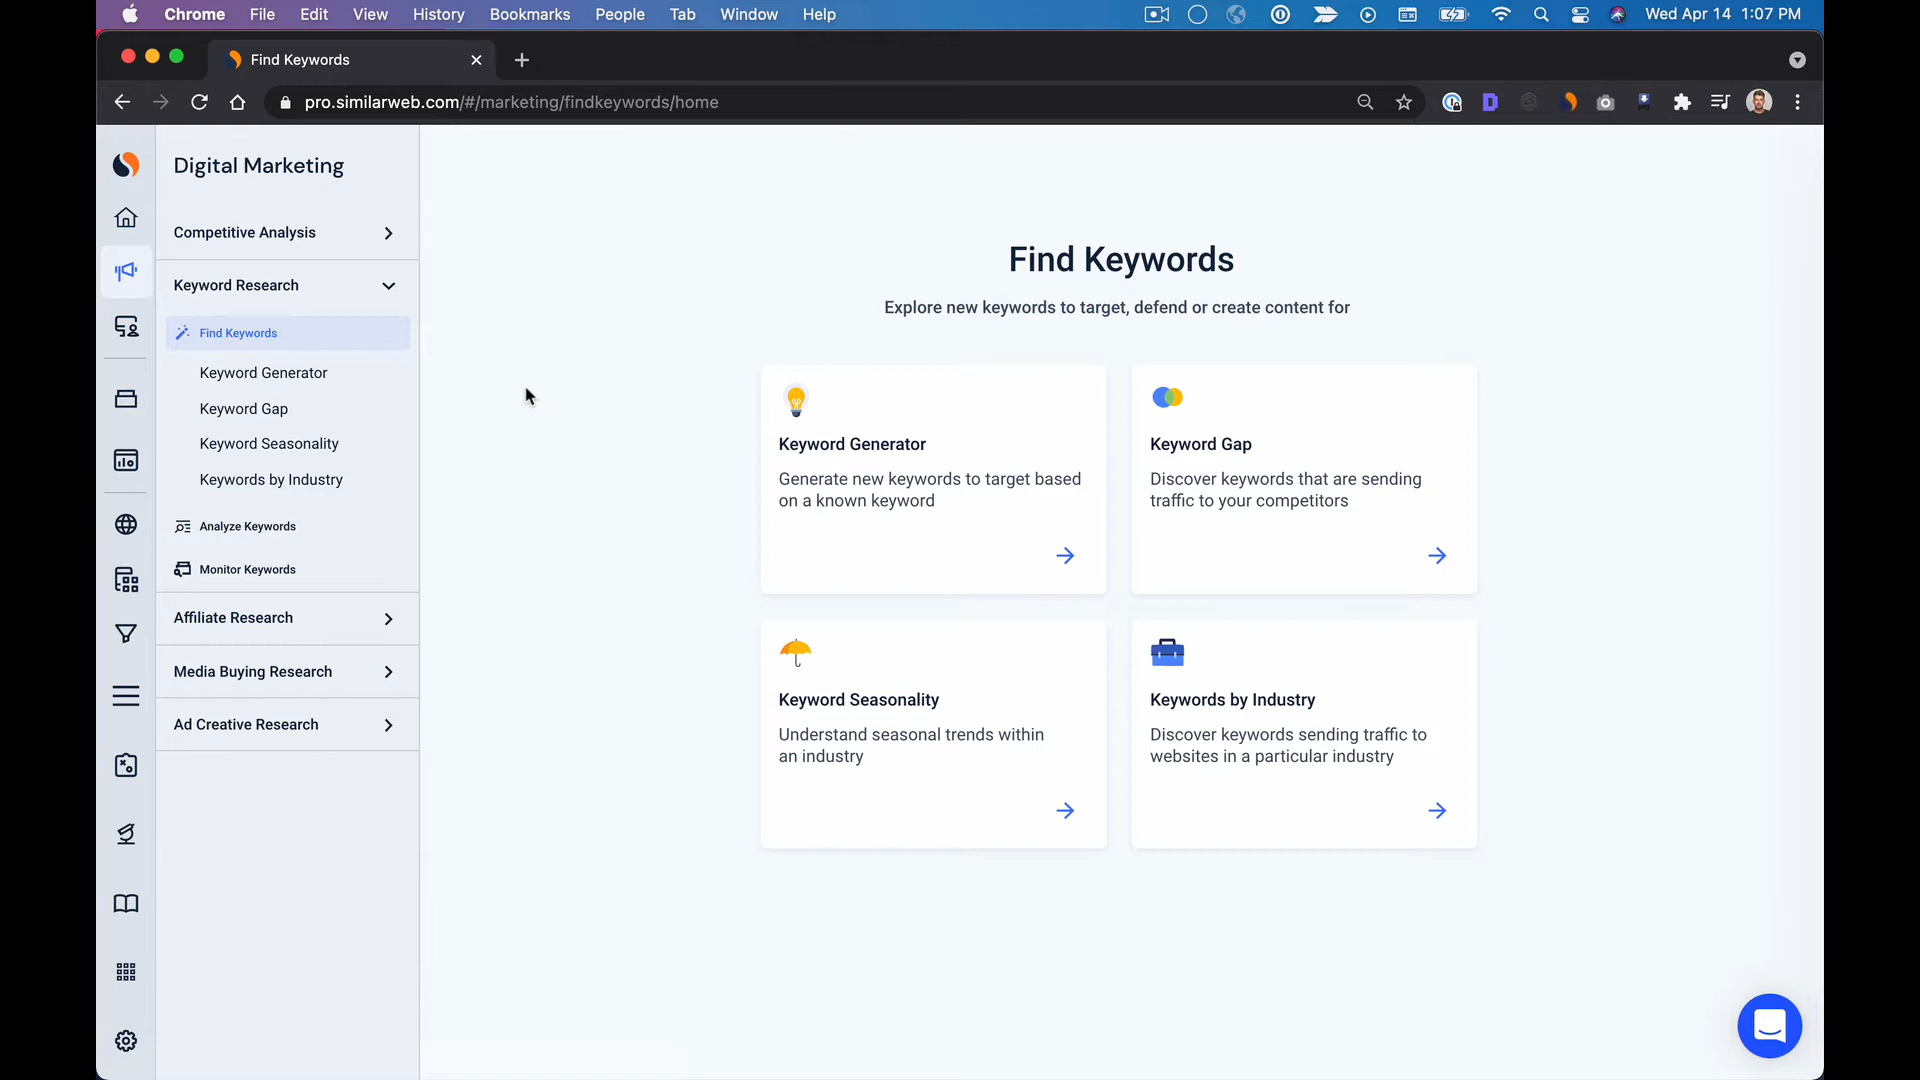 Chrome File Edit View History Bookmarks People Tab Window Help Wed Apr 14 1:07 PM
Find Keywords
pro.similarweb.com/#/marketing/findkeywords/home
Digital Marketing
Competitive Analysis
Keyword Research
Find Keywords
Keyword Generator
Keyword Gap
Keyword Seasonality
Keywords by Industry
Analyze Keywords
Monitor Keywords
Affiliate Research
Media Buying Research
Ad Creative Research
Find Keywords
Explore new keywords to target, defend or create content for
Keyword Generator
Generate new keywords to target based
on a known keyword
Keyword Gap
Discover keywords that are sending
traffic to your competitors
Keyword Seasonality
Understand seasonal trends within
an industry
Keywords by Industry
Discover keywords sending traffic to
websites in a particular industry